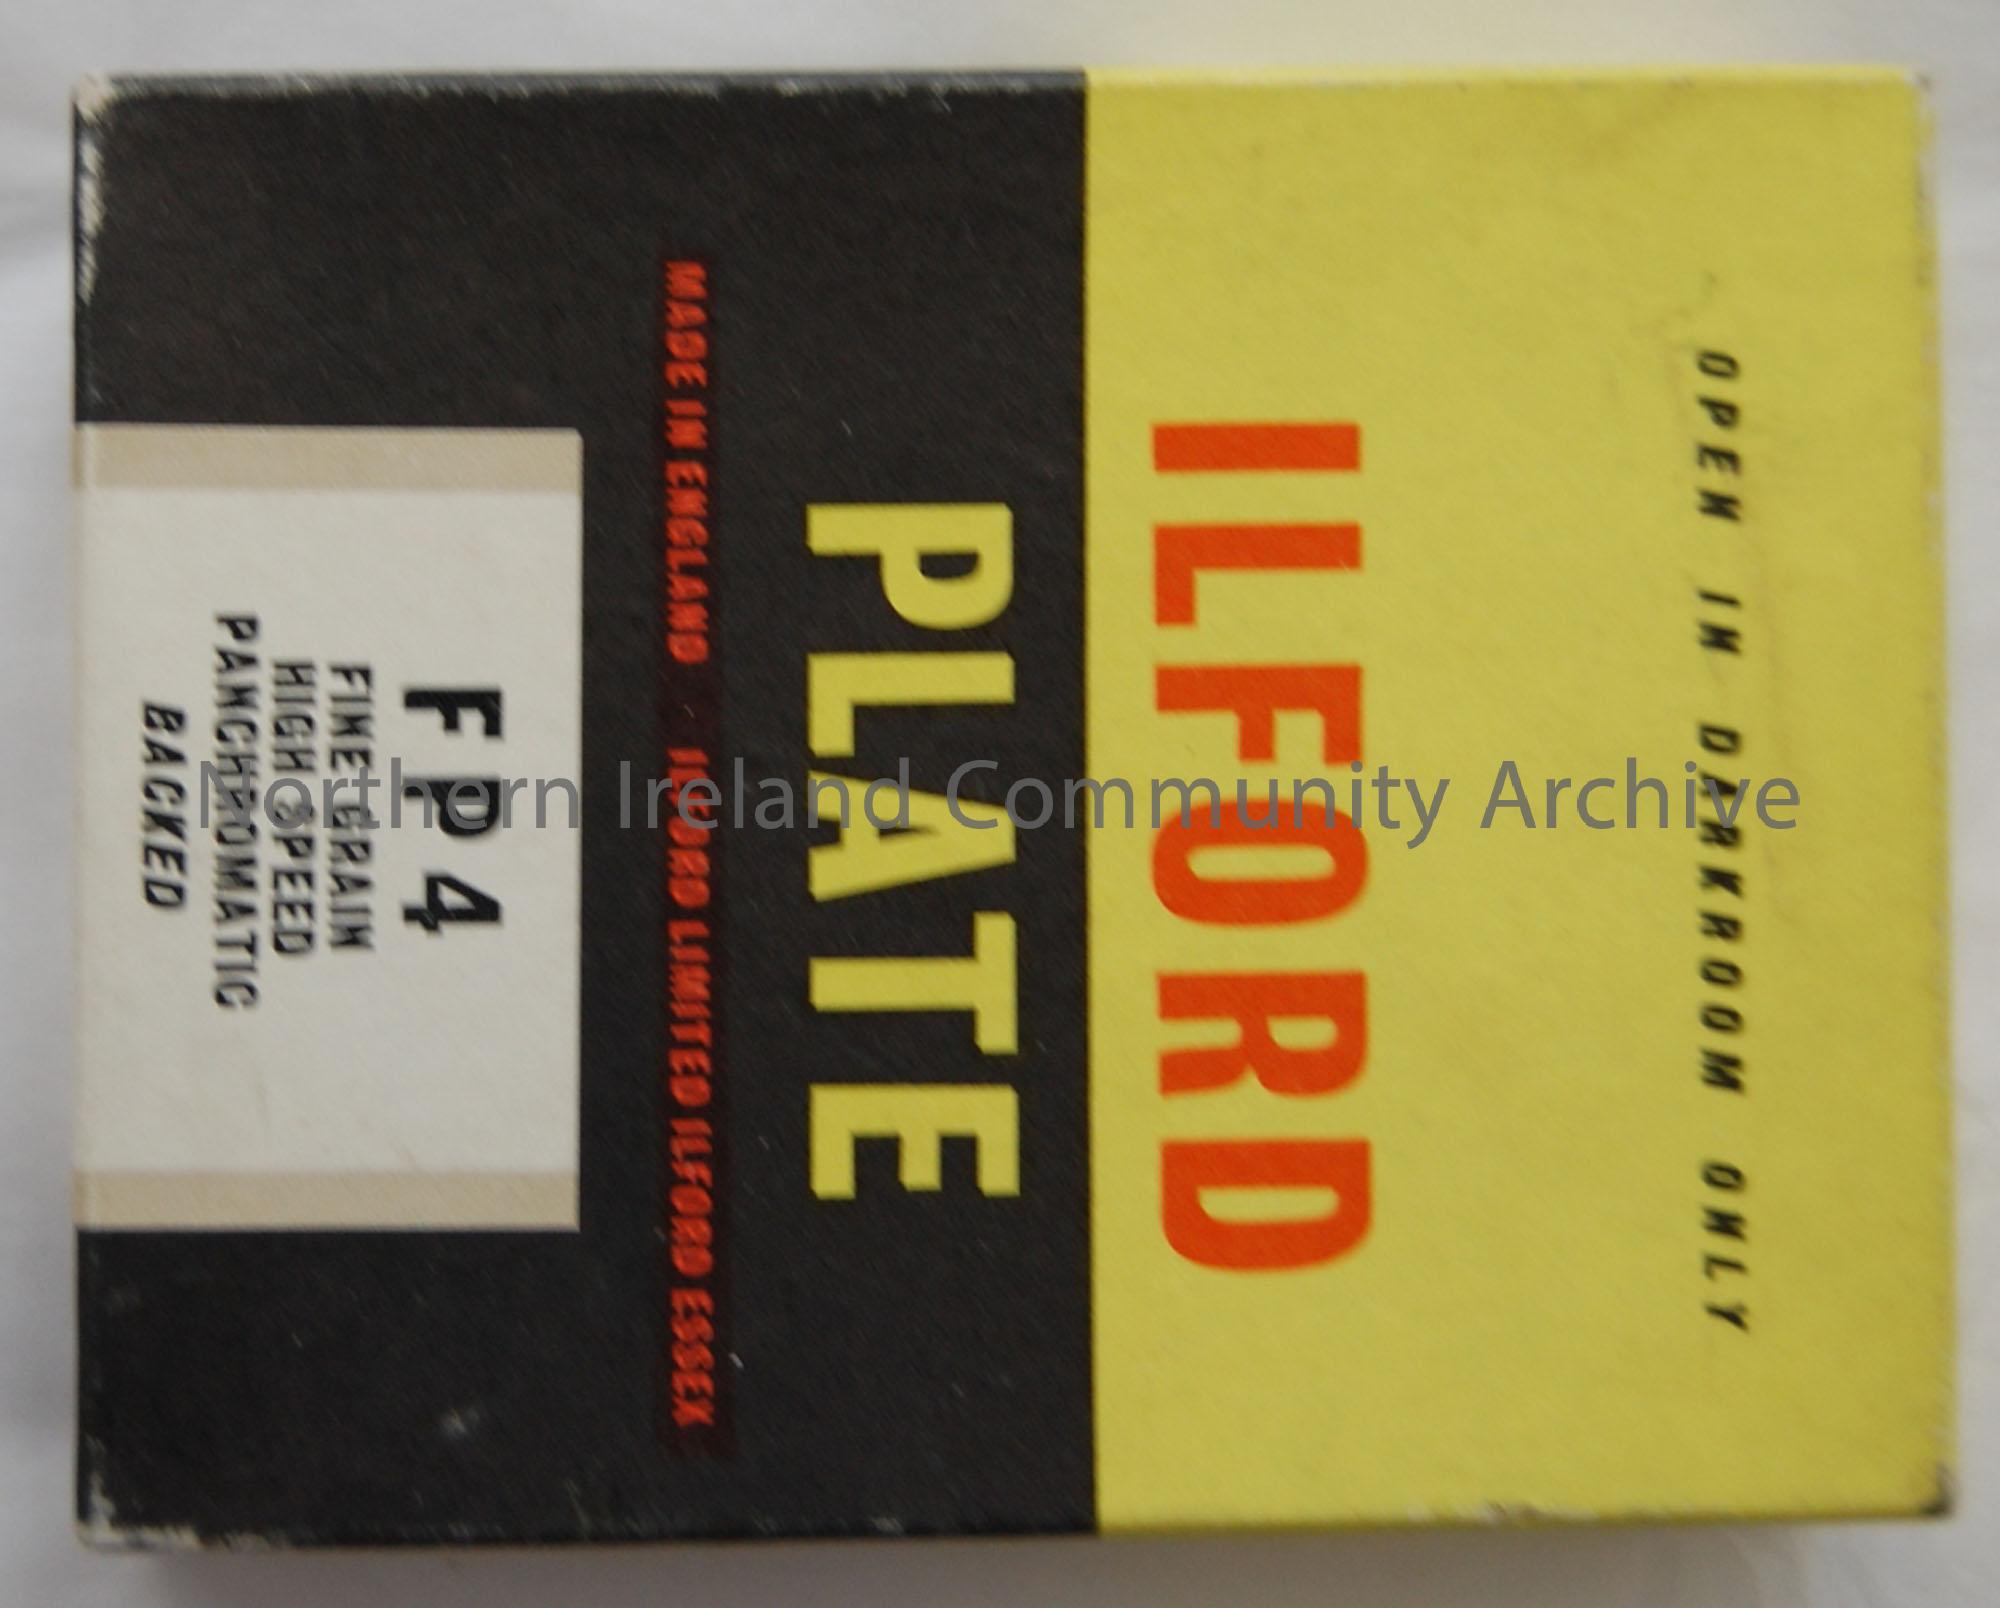 OPEN IN DARKROOM ONLY
ILFORD
PLATE
MADE IN ENGLAND ILFORD LIMITED ILFORD ESSEX
FP4
FINE GRAIN
HIGH SPEED
PANCHROMATIC
BACKED
Northern Ireland Community Archive